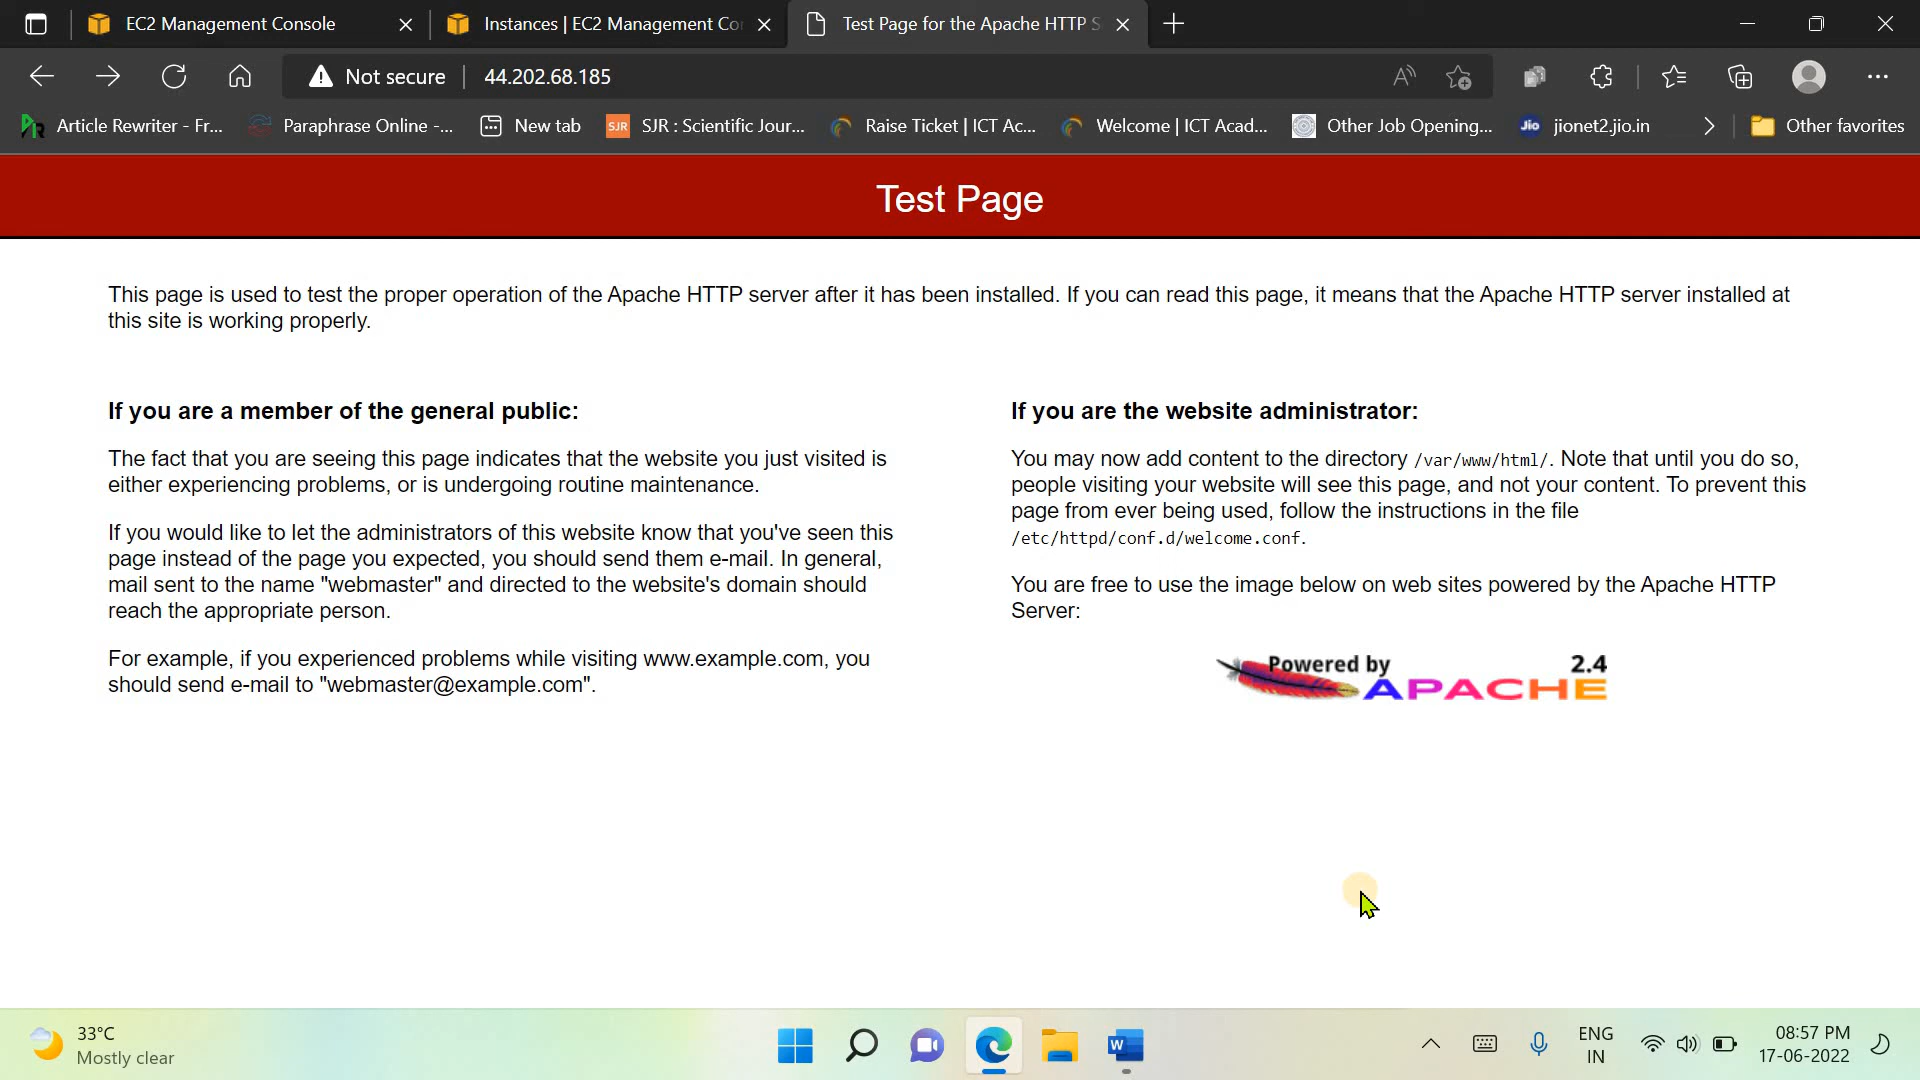 EC2 Management Console
Instances | EC2 Management Co
Test Page for the Apache HTTP S
Not secure
44.202.68.185
Article Rewriter - Fr...
Paraphrase Online -...
New tab
SJR
SJR : Scientific Jour...
Raise Ticket | ICT Ac...
Welcome | ICT Acad...
Other Job Opening...
Jio
jionet2.jio.in
Other favorites
Test Page
This page is used to test the proper operation of the Apache HTTP server after it has been installed. If you can read this page, it means that the Apache HTTP server installed at
this site is working properly.
If you are a member of the general public:
The fact that you are seeing this page indicates that the website you just visited is
either experiencing problems, or is undergoing routine maintenance.
If you would like to let the administrators of this website know that you've seen this
page instead of the page you expected, you should send them e-mail. In general,
mail sent to the name "webmaster" and directed to the website's domain should
reach the appropriate person.
For example, if you experienced problems while visiting www.example.com, you
should send e-mail to "webmaster@example.com".
If you are the website administrator:
You may now add content to the directory /var/www/html/. Note that until you do so,
people visiting your website will see this page, and not your content. To prevent this
page from ever being used, follow the instructions in the file
/etc/httpd/conf.d/welcome.conf.
You are free to use the image below on web sites powered by the Apache HTTP
Server:
Powered by 2.4
APACHE
33°C
Mostly clear
W
ENG
IN
08:57 PM
17-06-2022